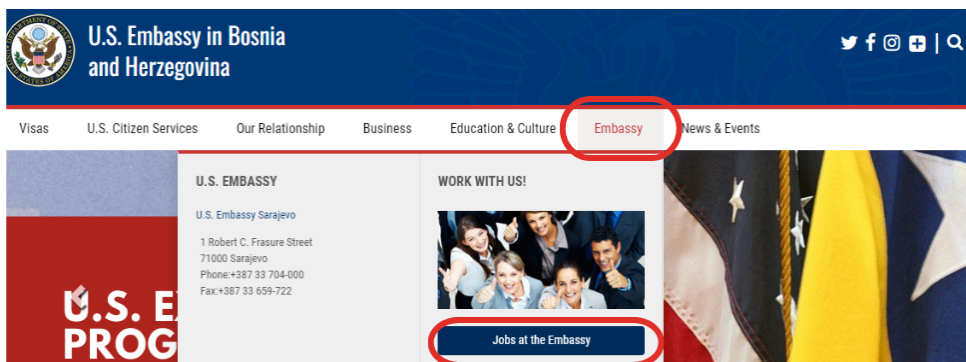 U.S. Embassy in Bosnia
and Herzegovina
Visas U.S. Citizen Services Our Relationship Business Education & Culture Embassy News & Events
U.S. EMBASSY
U.S. Embassy Sarajevo
1 Robert C. Frasure Street
71000 Sarajevo
Phone:+387 33 704-000
Fax:+387 33 659-722
WORK WITH US!
Jobs at the Embassy
U.S. E
PROG